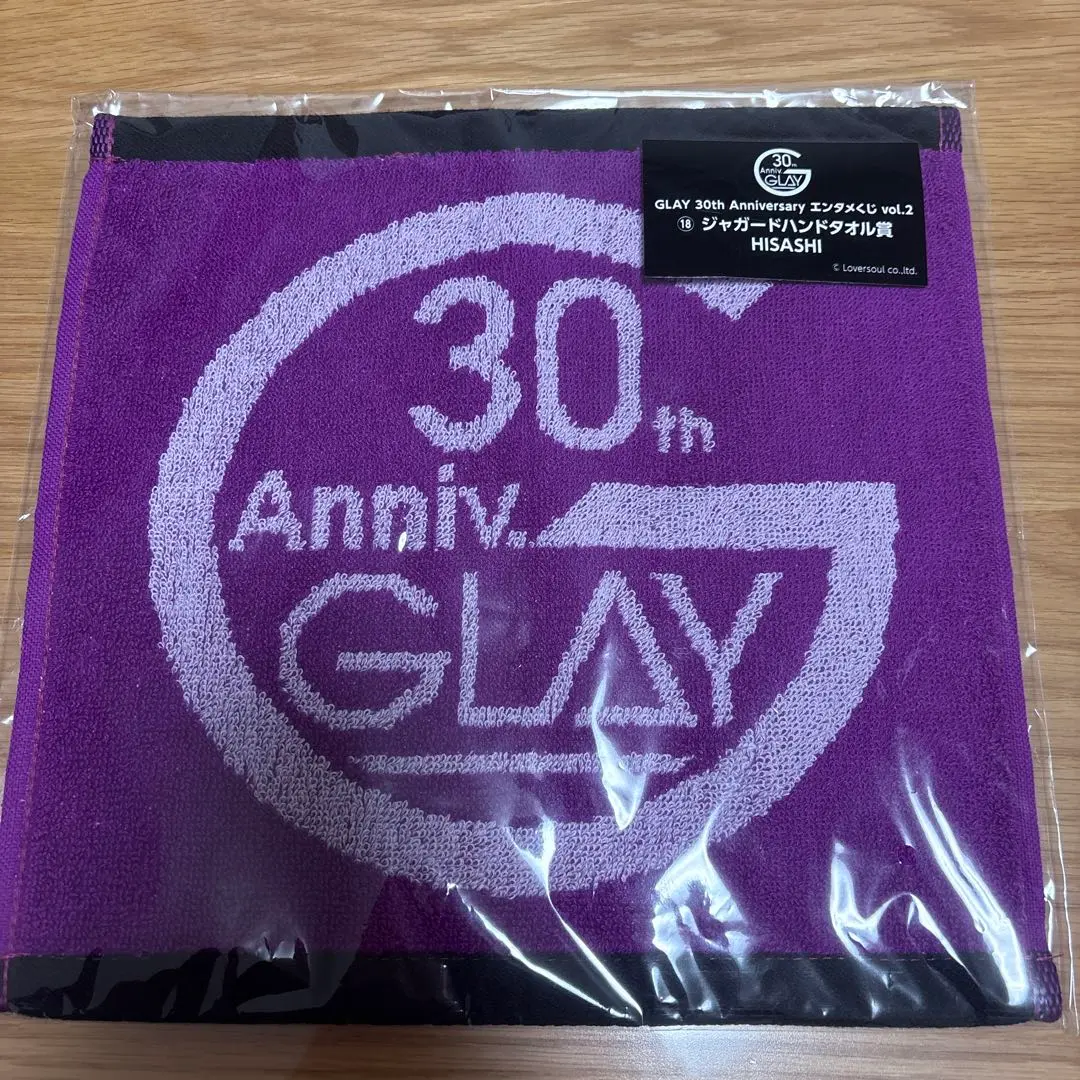 30th
Anniv.
GLAY
GLAY 30th Anniversary エンタメくじ vol.2
⑱ ジャガードハンドタオル賞
HISASHI
© Loversoul co.,ltd.
30th
Anniv.
GLAY